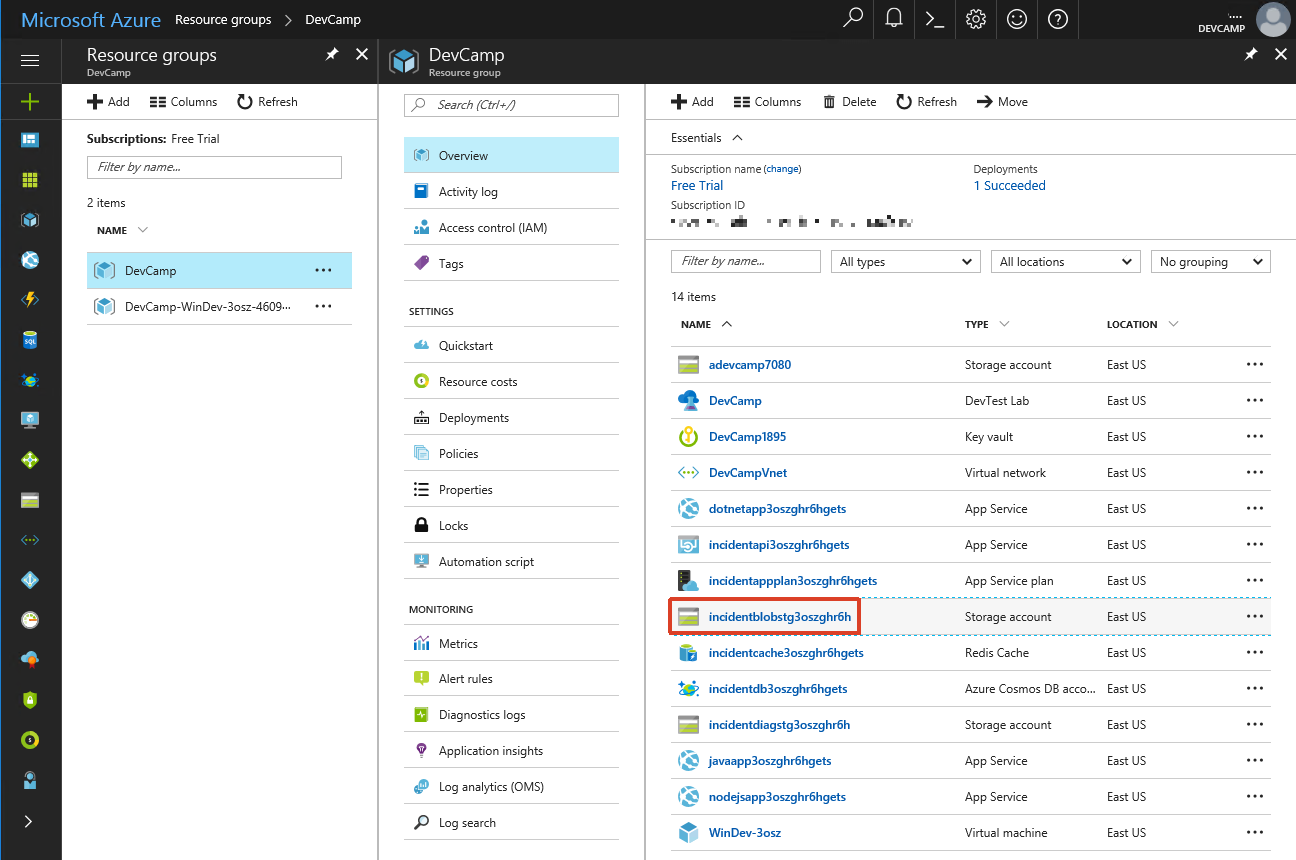 Microsoft Azure Resource groups DevCamp
DEVCAMP
Resource groups
DevCamp
Add Columns Refresh
Subscriptions: Free Trial
Filter by name...
2 items
NAME
DevCamp
DevCamp-WinDev-3osz-4609···
DevCamp
Resource group
Search (Ctrl+/)
Overview
Activity log
Access control (IAM)
Tags
SETTINGS
Quickstart
Resource costs
Deployments
Policies
Properties
Locks
Automation script
MONITORING
Metrics
Alert rules
Diagnostics logs
Application insights
Log analytics (OMS)
Log search
Add Columns Delete Refresh Move
Essentials
Subscription name (change) Deployments
Free Trial 1 Succeeded
Subscription ID
Filter by name... All types All locations No grouping
14 items
NAME TYPE LOCATION
adevcamp7080 Storage account East US
DevCamp DevTest Lab East US
DevCamp1895 Key vault East US
DevCampVnet Virtual network East US
dotnetapp3oszghr6hgets App Service East US
incidentapi3oszghr6hgets App Service East US
incidentappplan3oszghr6hgets App Service plan East US
incidentblobstg3oszghr6h Storage account East US
incidentcache3oszghr6hgets Redis Cache East US
incidentdb3oszghr6hgets Azure Cosmos DB acco... East US
incidentdiagstg3oszghr6h Storage account East US
javaapp3oszghr6hgets App Service East US
nodejsapp3oszghr6hgets App Service East US
WinDev-3osz Virtual machine East US